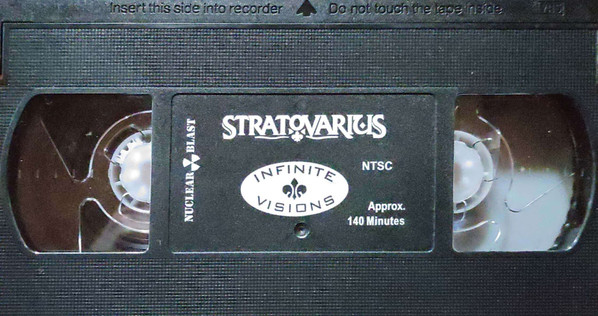 Insert this side into recorder
Do not touch the tape inside
VHS
NUCLEAR BLAST
STRATOVARIUS
INFINITE
VISIONS
NTSC
Approx.
140 Minutes